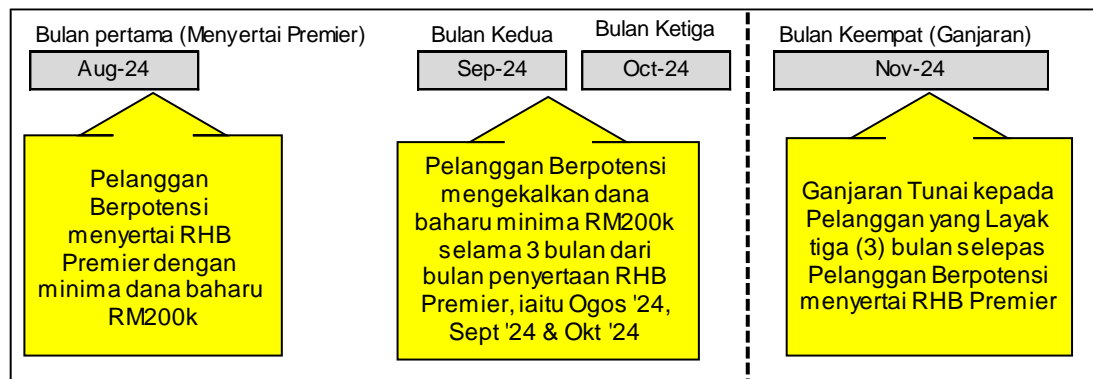 Bulan pertama (Menyertai Premier)
Aug-24
Pelanggan
Berpotensi
menyertai RHB
Premier dengan
minima dana baharu
RM200k
Bulan Kedua
Sep-24
Bulan Ketiga
Oct-24
Pelanggan Berpotensi
mengekalkan dana
baharu minima RM200k
selama 3 bulan dari
bulan penyertaan RHB
Premier, iaitu Ogos '24,
Sept '24 & Okt '24
Bulan Keempat (Ganjaran)
Nov-24
Ganjaran Tunai kepada
Pelanggan yang Layak
tiga (3) bulan selepas
Pelanggan Berpotensi
menyertai RHB Premier